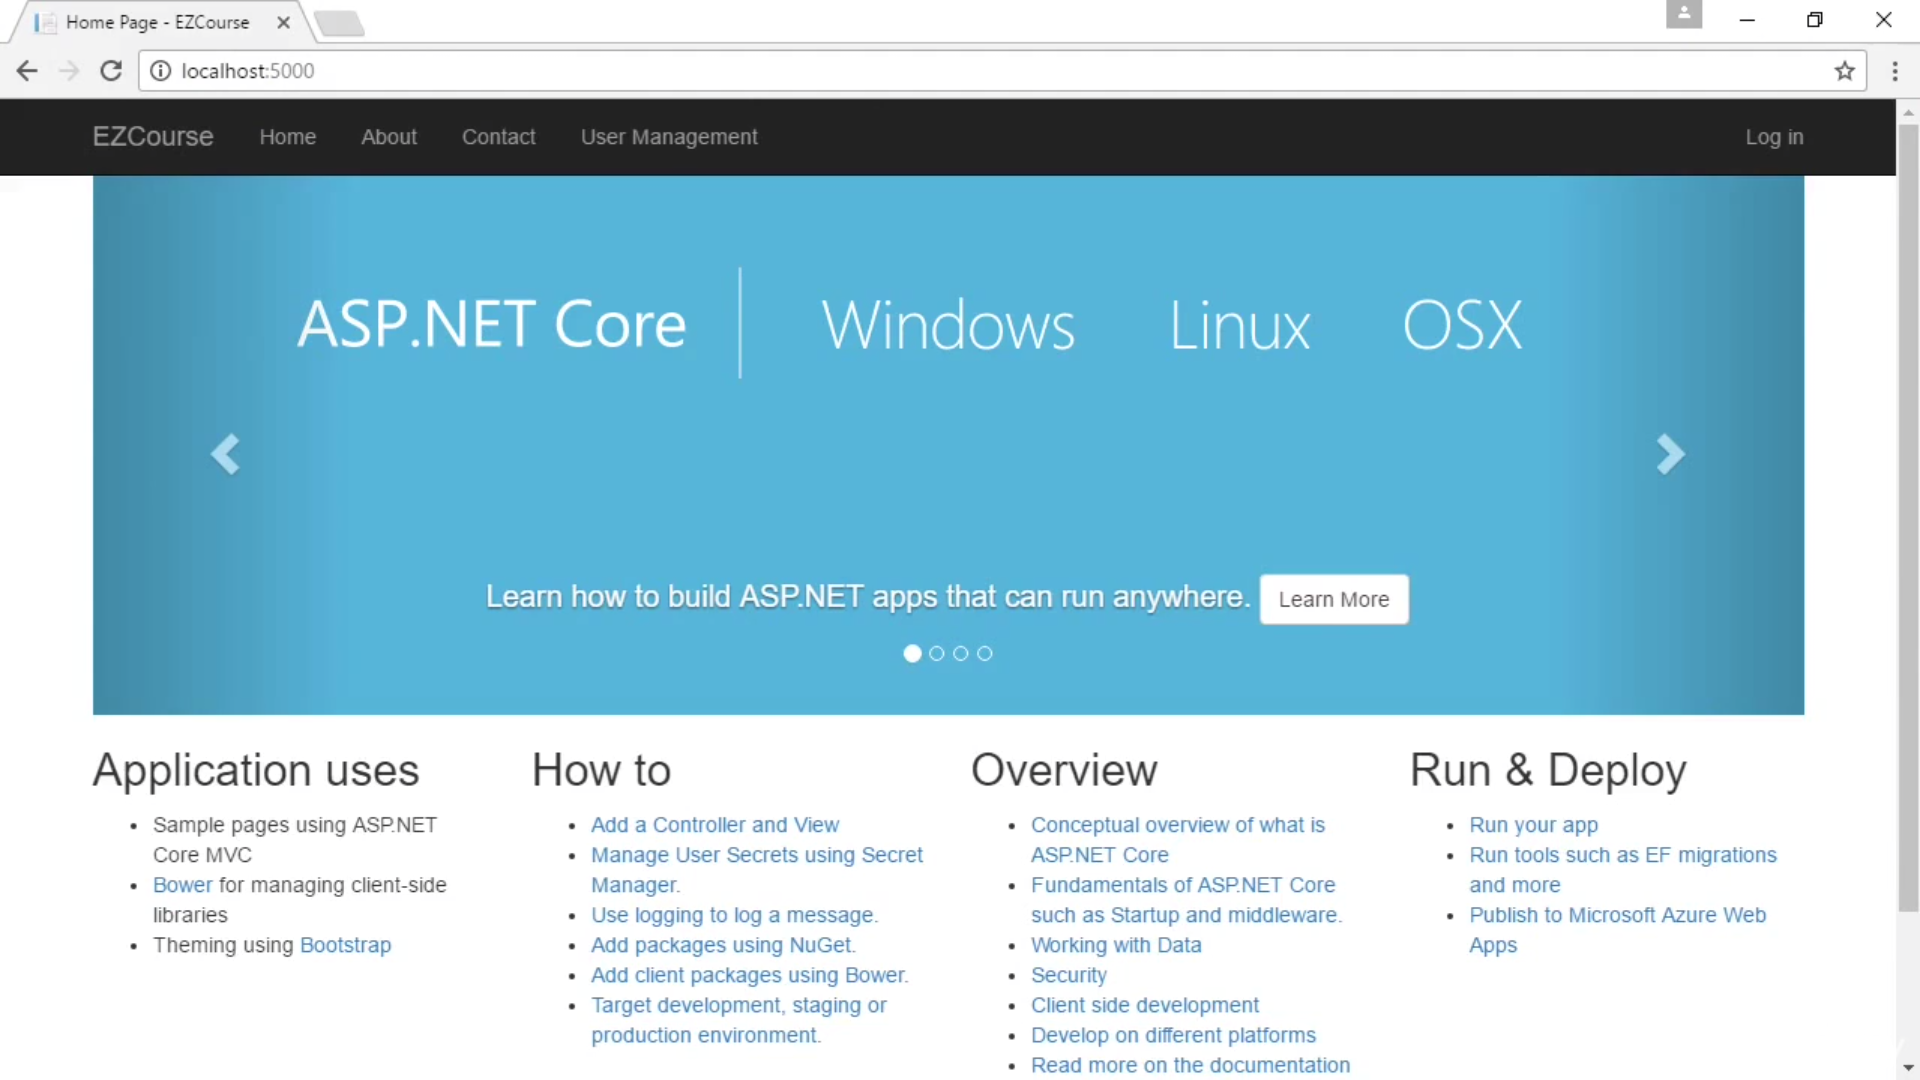 Home Page - EZCourse
localhost:5000
EZCourse Home About Contact User Management Log in
ASP.NET Core Windows Linux OSX
Learn how to build ASP.NET apps that can run anywhere. Learn More
Application uses
Sample pages using ASP.NET
Core MVC
Bower for managing client-side
libraries
Theming using Bootstrap
How to
Add a Controller and View
Manage User Secrets using Secret
Manager.
Use logging to log a message.
Add packages using NuGet.
Add client packages using Bower.
Target development, staging or
production environment.
Overview
Conceptual overview of what is
ASP.NET Core
Fundamentals of ASP.NET Core
such as Startup and middleware.
Working with Data
Security
Client side development
Develop on different platforms
Read more on the documentation
Run & Deploy
Run your app
Run tools such as EF migrations
and more
Publish to Microsoft Azure Web
Apps